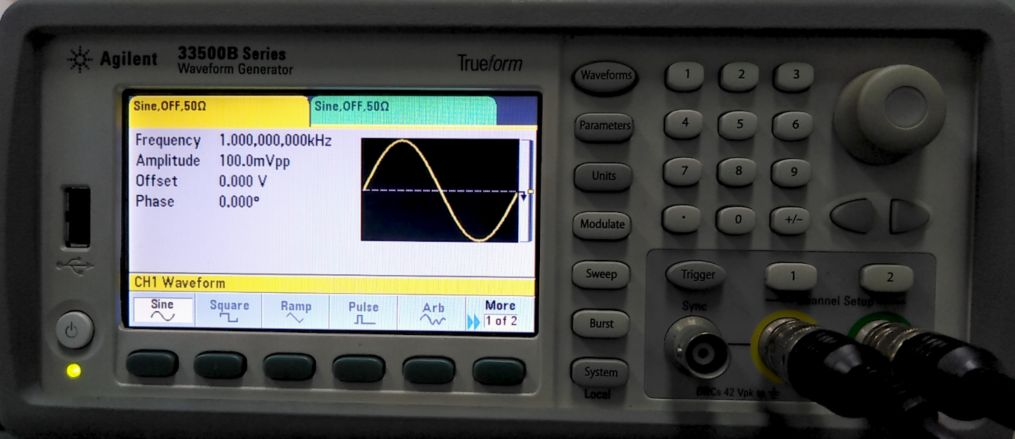 Agilent 33500B Series
Waveform Generator
Trueform
Sine,OFF,50Ω
Sine,OFF,50Ω
Frequency 1.000,000,000kHz
Amplitude 100.0mVpp
Offset 0.000 V
Phase 0.000°
CH1 Waveform
Sine
Square
Ramp
Pulse
Arb
More
1 of 2
Waveforms
Parameters
Units
Modulate
Sweep
Burst
System
Local
1 2 3
4 5 6
7 8 9
. 0 +/-
Trigger
1
2
Sync
Channel Setup
42 Vpk